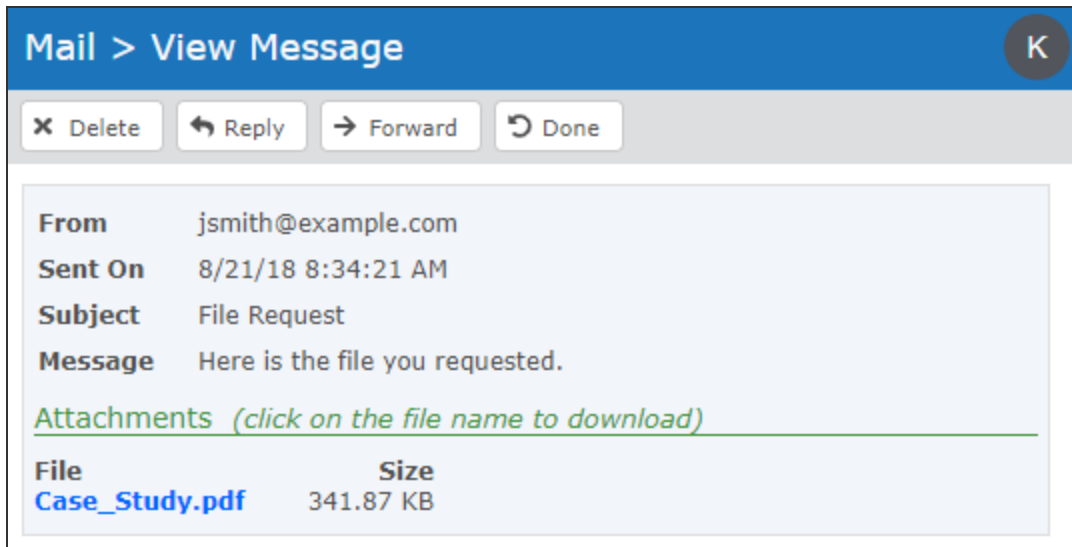 Mail > View Message
K
Delete Reply Forward Done
From jsmith@example.com
Sent On 8/21/18 8:34:21 AM
Subject File Request
Message Here is the file you requested.
Attachments (click on the file name to download)
File Size
Case_Study.pdf 341.87 KB